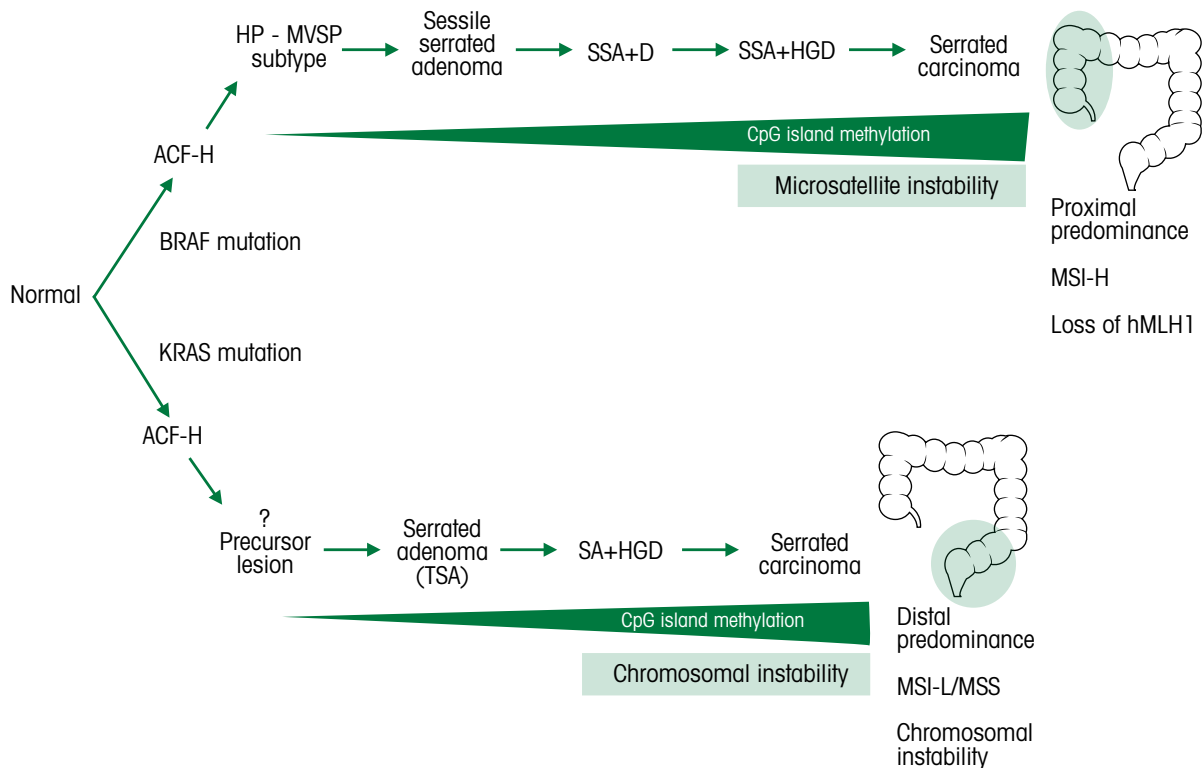 HP - MVSP
subtype
Sessile
serrated
adenoma
SSA+D
SSA+HGD
Serrated
carcinoma
CpG island methylation
ACF-H
Microsatellite instability
Proximal
predominance
MSI-H
Loss of hMLH1
BRAF mutation
Normal
KRAS mutation
ACF-H
?
Precursor
lesion
Serrated
adenoma
(TSA)
SA+HGD
Serrated
carcinoma
CpG island methylation
Chromosomal instability
Distal
predominance
MSI-L/MSS
Chromosomal
instability